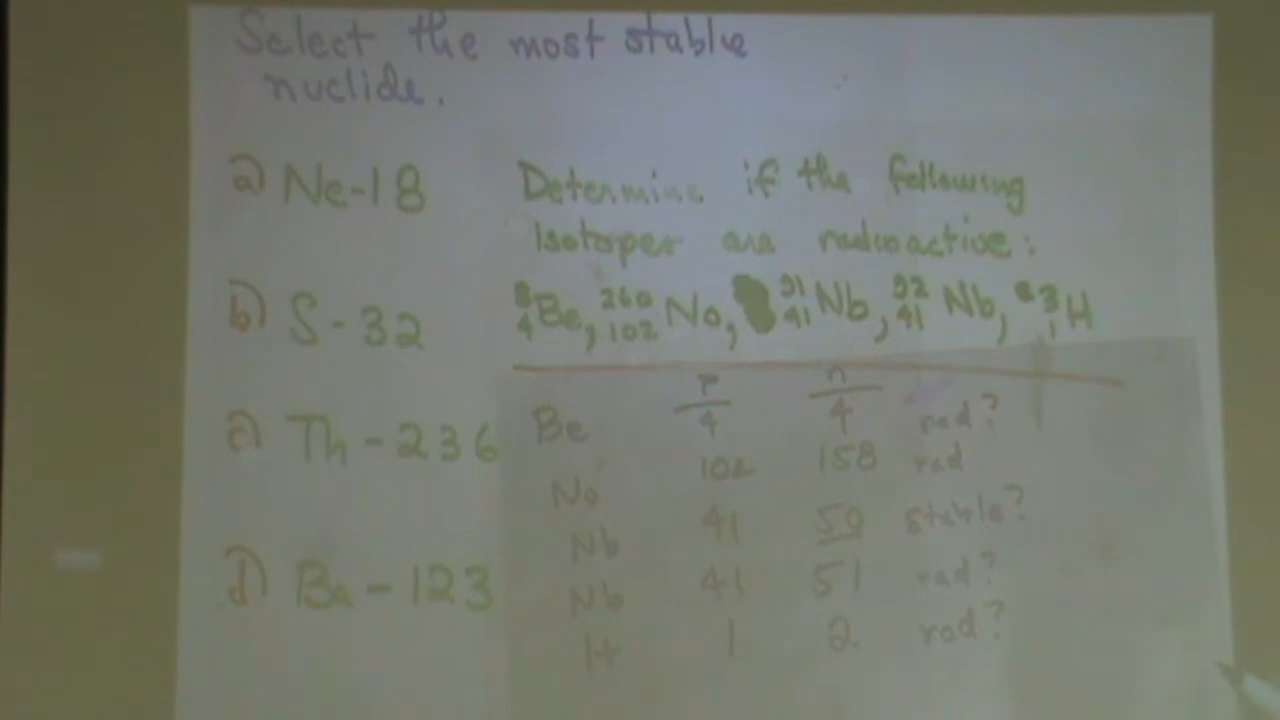 Select the most stable
nuclide.
a) Ne-18
b) S-32
c) Th-236
d) Ba-123
Determine if the following
isotopes are radioactive:
8 4 Be, 260 102 No, 91 41 Nb, 92 41 Nb, 3 1 H
P n
Be 4 4 rad?
No 102 158 rad
Nb 41 50 stable?
Nb 41 51 rad?
H 1 2 rad?